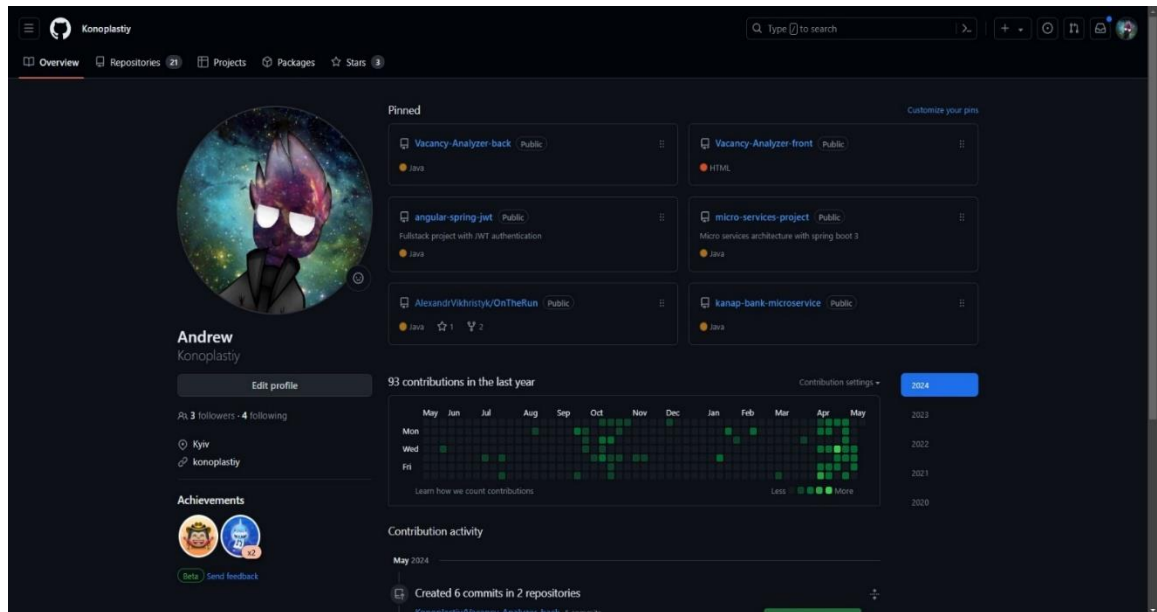 Konoplastiy
Type / to search
Overview Repositories 21 Projects Packages Stars 3
Pinned
Customize your pins
Vacancy-Analyzer-back Public
Java
Vacancy-Analyzer-front Public
HTML
angular-spring-jwt Public
Fullstack project with JWT authentication
Java
micro-services-project Public
Micro services architecture with spring boot 3
Java
AlexandrVikhristyk/OnTheRun Public
Java 1 2
kanap-bank-microservice Public
Java
Andrew
Konoplastiy
Edit profile
3 followers · 4 following
Kyiv
konoplastiy
Achievements
x2
Beta Send feedback
93 contributions in the last year
Contribution settings
2024
2023
2022
2021
2020
May Jun Jul Aug Sep Oct Nov Dec Jan Feb Mar Apr May
Mon
Wed
Fri
Learn how we count contributions
Less More
Contribution activity
May 2024
Created 6 commits in 2 repositories